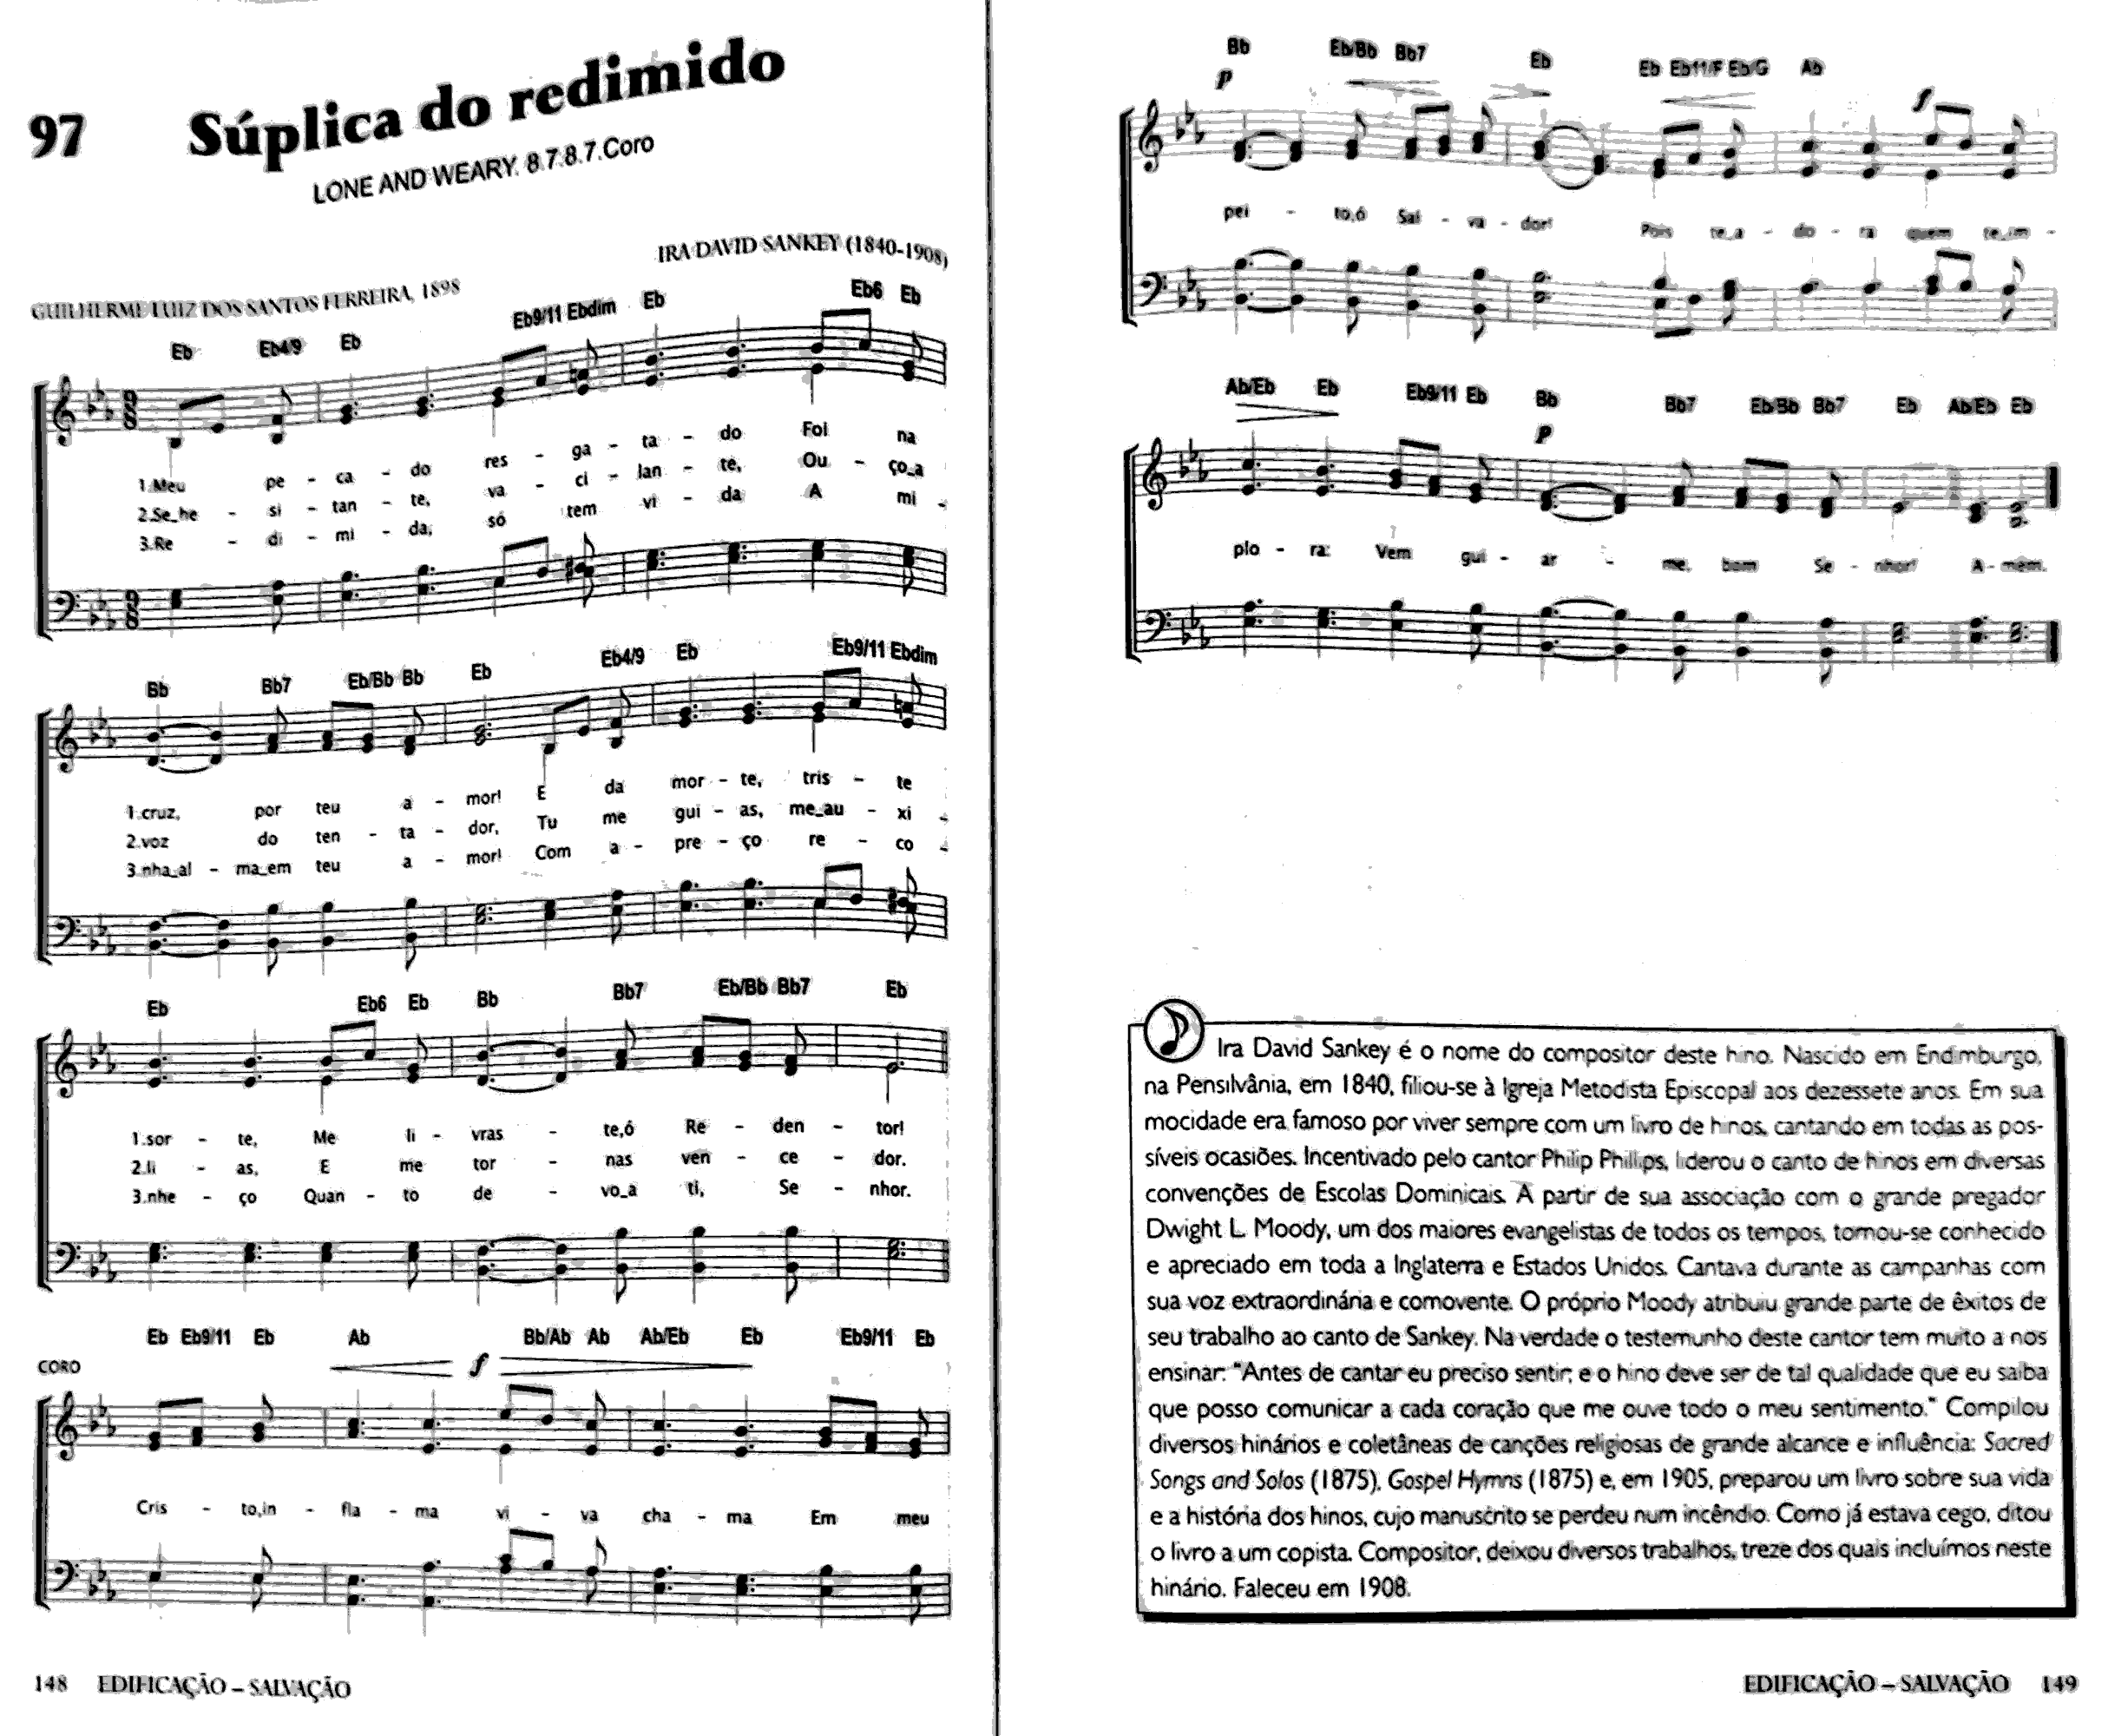 97
Súplica do redimido
LONE AND WEARY. 8.7.8.7.Coro
IRA DAVID SANKEY (1840-1908)
GUILHERME LUIZ DOS SANTOS FERREIRA, 1898
Eb Eb4/9 Eb Eb9/11 Ebdim Eb Eb6 Eb
1.Meu pe - ca - do res - ga - ta - do Foi na
2.Se_he - si - tan - te, va - ci - lan - te, Ou - ço_a
3.Re - di - mi - da, só tem vi - da A mi -
Bb Bb7 Eb/Bb Bb Eb Eb4/9 Eb Eb9/11 Ebdim
1.cruz, por teu a - mor! E da mor - te, tris - te
2.voz do ten - ta - dor, Tu me gui - as, me_au - xi -
3.nha_al - ma_em teu a - mor! Com a - pre - ço re - co -
Eb Eb6 Eb Bb Bb7 Eb/Bb Bb7 Eb
1.sor - te, Me li - vras - te,ó Re - den - tor!
2.li - as, E me tor - nas ven - ce - dor.
3.nhe - ço Quan - to de - vo_a ti, Se - nhor.
Eb Eb9/11 Eb Ab Bb/Ab Ab Ab/Eb Eb Eb9/11 Eb
CORO f
Cris - to,in - fla - ma vi - va cha - ma Em meu
148 EDIFICAÇÃO – SALVAÇÃO
Bb Eb/Bb Bb7 Eb Eb Eb11/F Eb/G Ab
p f
pei - to,ó Sal - va - dor! Pois te_a - do - ra quem te_im -
Ab/Eb Eb Eb9/11 Eb Bb Bb7 Eb/Bb Bb7 Eb Ab/Eb Eb
p
plo - ra: Vem gui - ar - me, bom Se - nhor! A - mém.
Ira David Sankey é o nome do compositor deste hino. Nascido em Endimburgo,
na Pensilvânia, em 1840, filiou-se à Igreja Metodista Episcopal aos dezessete anos. Em sua
mocidade era famoso por viver sempre com um livro de hinos, cantando em todas as pos-
síveis ocasiões. Incentivado pelo cantor Philip Phillips, liderou o canto de hinos em diversas
convenções de Escolas Dominicais. A partir de sua associação com o grande pregador
Dwight L. Moody, um dos maiores evangelistas de todos os tempos, tornou-se conhecido
e apreciado em toda a Inglaterra e Estados Unidos. Cantava durante as campanhas com
sua voz extraordinária e comovente. O próprio Moody atribuiu grande parte de êxitos de
seu trabalho ao canto de Sankey. Na verdade o testemunho deste cantor tem muito a nos
ensinar: "Antes de cantar eu preciso sentir; e o hino deve ser de tal qualidade que eu saiba
que posso comunicar a cada coração que me ouve todo o meu sentimento." Compilou
diversos hinários e coletâneas de canções religiosas de grande alcance e influência: Sacred
Songs and Solos (1875), Gospel Hymns (1875) e, em 1905, preparou um livro sobre sua vida
e a história dos hinos, cujo manuscrito se perdeu num incêndio. Como já estava cego, ditou
o livro a um copista. Compositor, deixou diversos trabalhos, treze dos quais incluímos neste
hinário. Faleceu em 1908.
EDIFICAÇÃO – SALVAÇÃO 149